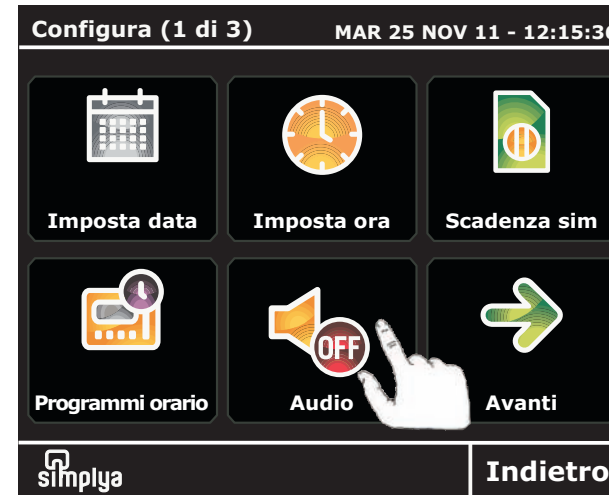 Configura (1 di 3) MAR 25 NOV 11 - 12:15:36
Imposta data Imposta ora Scadenza sim
OFF
Programmi orario Audio Avanti
simplya Indietro